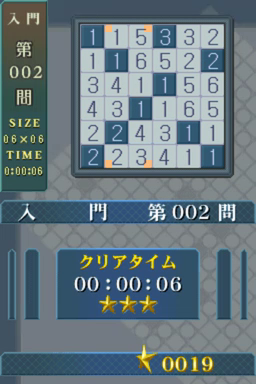 入門
第
002
問
SIZE
06×06
TIME
0:00:06
1 1 5 3 3 2
1 1 6 5 2 2
3 6 5 1 5 6
4 3 1 1 6 5
2 2 4 3 1 1
2 2 3 4 1 1
入 門 第002問
クリアタイム
00:00:06
0019